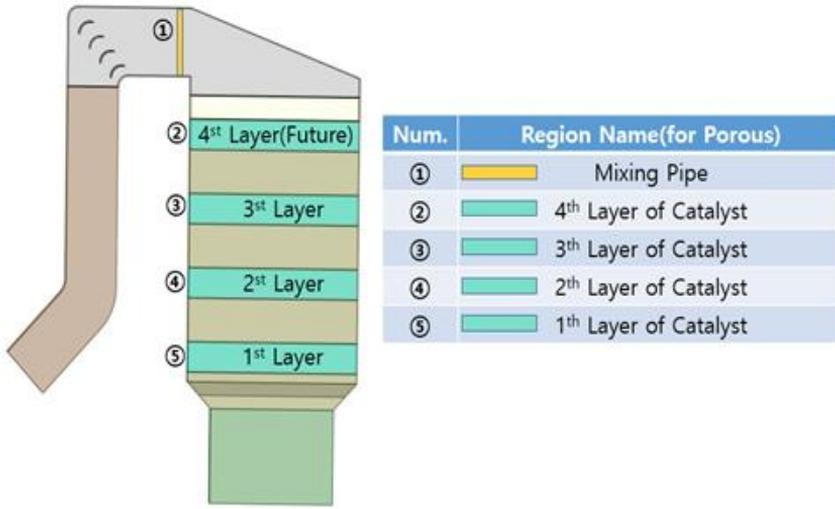 ①
② 4st Layer(Future)
③ 3st Layer
④ 2st Layer
⑤ 1st Layer
Num. Region Name(for Porous)
① Mixing Pipe
② 4th Layer of Catalyst
③ 3th Layer of Catalyst
④ 2th Layer of Catalyst
⑤ 1th Layer of Catalyst